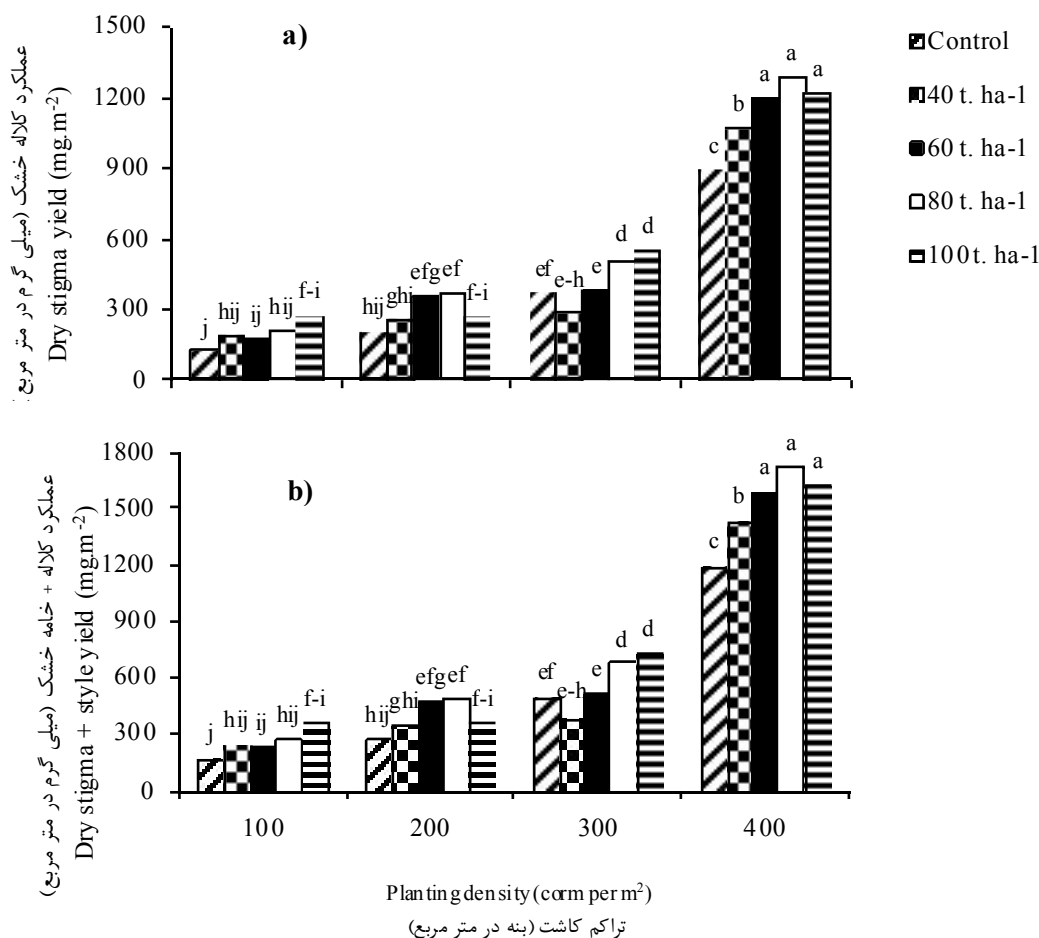 a)
عملکرد کلاله خشک (میلی گرم در متر مربع)
Dry stigma yield (mg.m-2)
1500
1200
900
600
300
0
j hij ij hij f-i
hij ghi efg ef f-i
ef e-h e d d
c b a a a
Control
40 t. ha-1
60 t. ha-1
80 t. ha-1
100 t. ha-1
b)
عملکرد کلاله + خامه خشک (میلی گرم در متر مربع)
Dry stigma + style yield (mg.m-2)
1800
1500
1200
900
600
300
0
j hij ij hij f-i
hij ghi efg ef f-i
ef e-h e d d
c b a a a
100 200 300 400
Planting density (corm per m2)
تراکم کاشت (بنه در متر مربع)